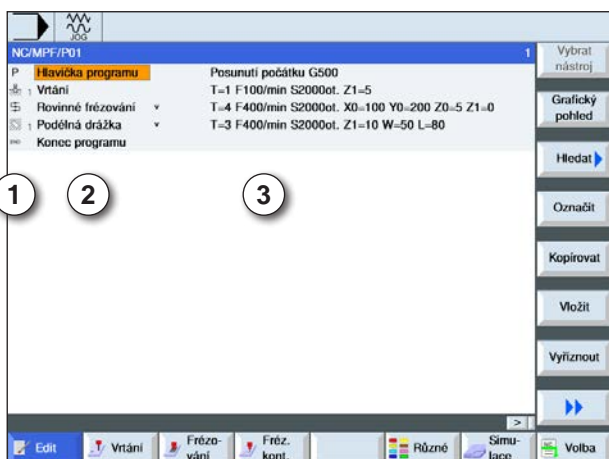 JOG
NC/MPF/P01 1
P Hlavička programu Posunutí počátku G500
1 Vrtání T=1 F100/min S2000ot. Z1=5
Rovinné frézování T=4 F400/min S2000ot. X0=100 Y0=200 Z0=5 Z1=0
1 Podélná drážka T=3 F400/min S2000ot. Z1=10 W=50 L=80
END Konec programu
1 2 3
Vybrat
nástroj
Grafický
pohled
Hledat
Označit
Kopírovat
Vložit
Vyříznout
>
Edit
Vrtání
Frézo-
vání
Fréz.
kont.
Různé
Simu-
lace
NC
Volba